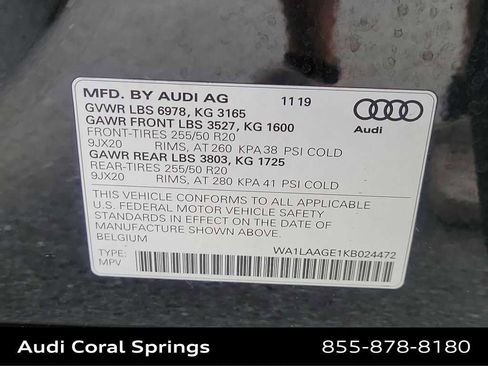 MFD. BY AUDI AG 11 19
GVWR LBS 6978, KG 3165
GAWR FRONT LBS 3527, KG 1600
FRONT-TIRES 255/50 R20
9JX20 RIMS, AT 260 KPA 38 PSI COLD
GAWR REAR LBS 3803, KG 1725
REAR-TIRES 255/50 R20
9JX20 RIMS, AT 280 KPA 41 PSI COLD
THIS VEHICLE CONFORMS TO ALL APPLICABLE
U.S. FEDERAL MOTOR VEHICLE SAFETY
STANDARDS IN EFFECT ON THE DATE OF
MANUFACTURE SHOWN ABOVE.
BELGIUM
TYPE: WA1LAAGE1KB024472
MPV
Audi
Audi Coral Springs 855-878-8180